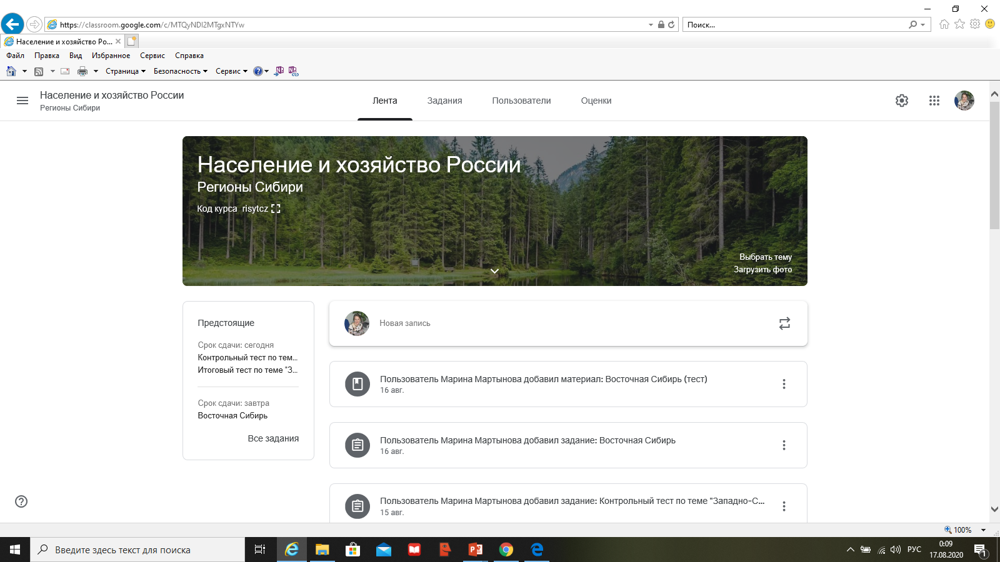 https://classroom.google.com/c/MTQyNDI2MTgxNTYw
Поиск...
Население и хозяйство Ро...
Файл Правка Вид Избранное Сервис Справка
Страница Безопасность Сервис
Население и хозяйство России
Регионы Сибири
Лента Задания Пользователи Оценки
Население и хозяйство России
Регионы Сибири
Код курса risytcz
Выбрать тему
Загрузить фото
Предстоящие
Срок сдачи: сегодня
Контрольный тест по тем...
Итоговый тест по теме "З...
Срок сдачи: завтра
Восточная Сибирь
Все задания
Новая запись
Пользователь Марина Мартынова добавил материал: Восточная Сибирь (тест)
16 авг.
Пользователь Марина Мартынова добавил задание: Восточная Сибирь
16 авг.
Пользователь Марина Мартынова добавил задание: Контрольный тест по теме "Западно-С...
15 авг.
100%
Введите здесь текст для поиска
РУС
0:09
17.08.2020
1